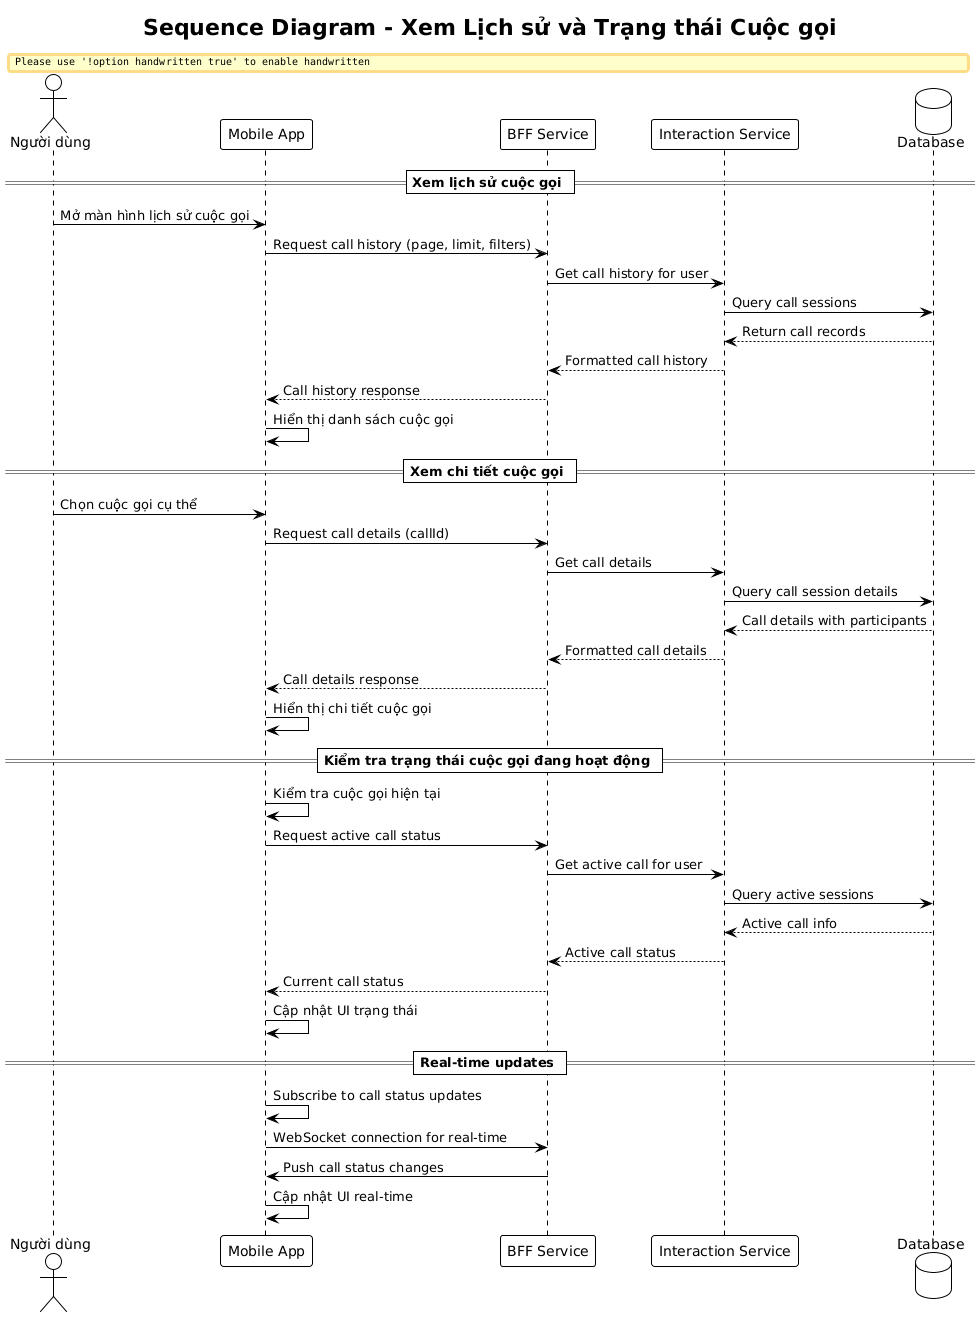 Sequence Diagram - Xem Lịch sử và Trạng thái Cuộc gọi
Please use '!option handwritten true' to enable handwritten
Người dùng
Mobile App
BFF Service
Interaction Service
Database
Xem lịch sử cuộc gọi
Mở màn hình lịch sử cuộc gọi
Request call history (page, limit, filters)
Get call history for user
Query call sessions
Return call records
Formatted call history
Call history response
Hiển thị danh sách cuộc gọi
Xem chi tiết cuộc gọi
Chọn cuộc gọi cụ thể
Request call details (callId)
Get call details
Query call session details
Call details with participants
Formatted call details
Call details response
Hiển thị chi tiết cuộc gọi
Kiểm tra trạng thái cuộc gọi đang hoạt động
Kiểm tra cuộc gọi hiện tại
Request active call status
Get active call for user
Query active sessions
Active call info
Active call status
Current call status
Cập nhật UI trạng thái
Real-time updates
Subscribe to call status updates
WebSocket connection for real-time
Push call status changes
Cập nhật UI real-time
Người dùng
Mobile App
BFF Service
Interaction Service
Database